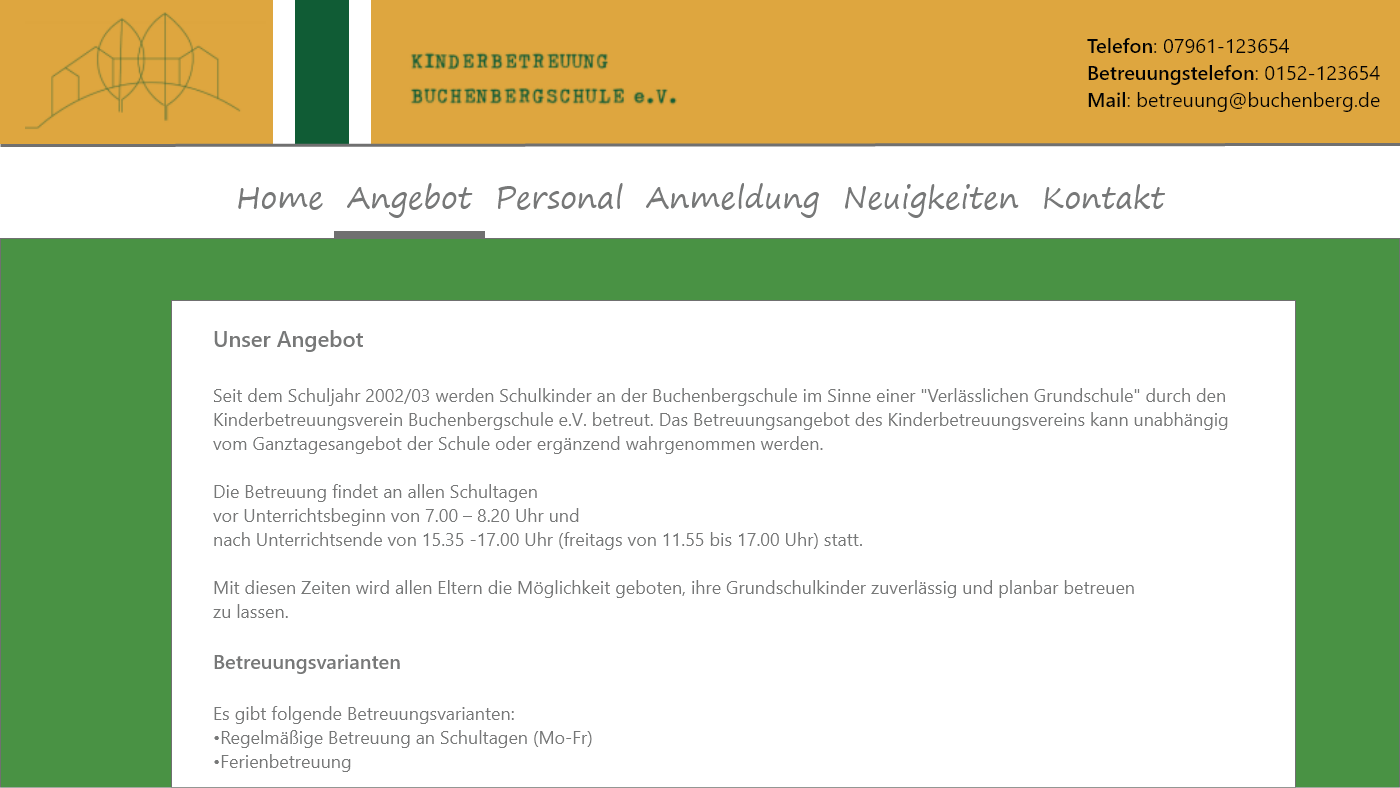 KINDERBETREUUNG
BUCHENBERGSCHULE e.V.
Telefon: 07961-123654
Betreuungstelefon: 0152-123654
Mail: betreuung@buchenberg.de
Home Angebot Personal Anmeldung Neuigkeiten Kontakt
Unser Angebot
Seit dem Schuljahr 2002/03 werden Schulkinder an der Buchenbergschule im Sinne einer "Verlässlichen Grundschule" durch den
Kinderbetreuungsverein Buchenbergschule e.V. betreut. Das Betreuungsangebot des Kinderbetreuungsvereins kann unabhängig
vom Ganztagesangebot der Schule oder ergänzend wahrgenommen werden.
Die Betreuung findet an allen Schultagen
vor Unterrichtsbeginn von 7.00 – 8.20 Uhr und
nach Unterrichtsende von 15.35 -17.00 Uhr (freitags von 11.55 bis 17.00 Uhr) statt.
Mit diesen Zeiten wird allen Eltern die Möglichkeit geboten, ihre Grundschulkinder zuverlässig und planbar betreuen
zu lassen.
Betreuungsvarianten
Es gibt folgende Betreuungsvarianten:
•Regelmäßige Betreuung an Schultagen (Mo-Fr)
•Ferienbetreuung